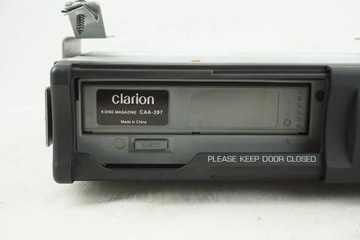 clarion
6 DISC MAGAZINE CAA-397
Made in China
EJECT
PLEASE KEEP DOOR CLOSED